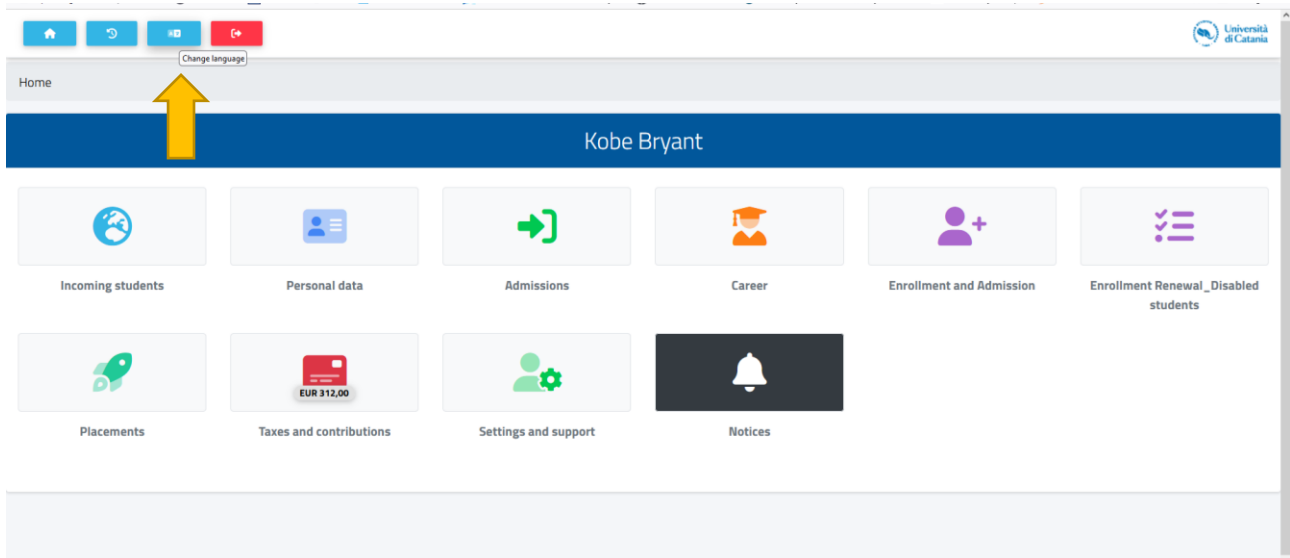 Università
di Catania
Change language
Home
Kobe Bryant
Incoming students
Personal data
Admissions
Career
Enrollment and Admission
Enrollment Renewal_Disabled
students
EUR 312,00
Placements
Taxes and contributions
Settings and support
Notices